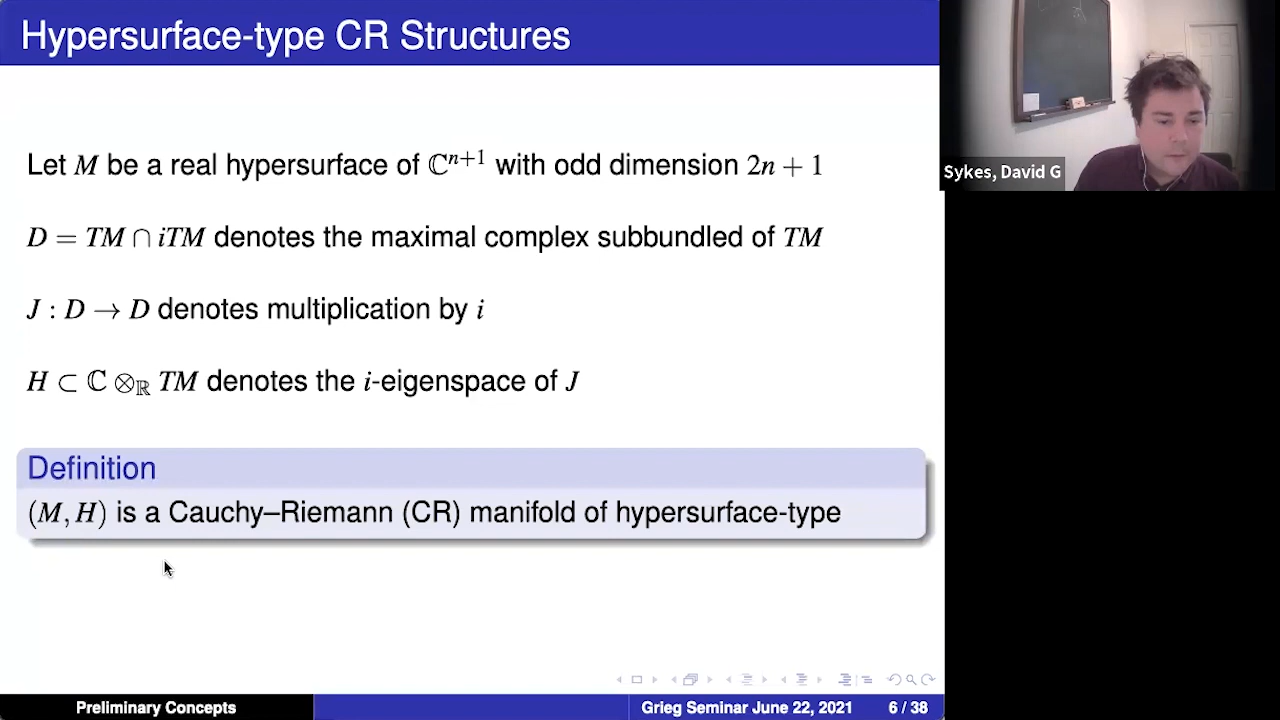 Hypersurface-type CR Structures
Let M be a real hypersurface of ℂⁿ⁺¹ with odd dimension 2n + 1
D = TM ∩ iTM denotes the maximal complex subbundled of TM
J : D → D denotes multiplication by i
H ⊂ ℂ ⊗_ℝ TM denotes the i-eigenspace of J
Definition
(M, H) is a Cauchy–Riemann (CR) manifold of hypersurface-type
Preliminary Concepts
Grieg Seminar June 22, 2021
6 / 38
Sykes, David G